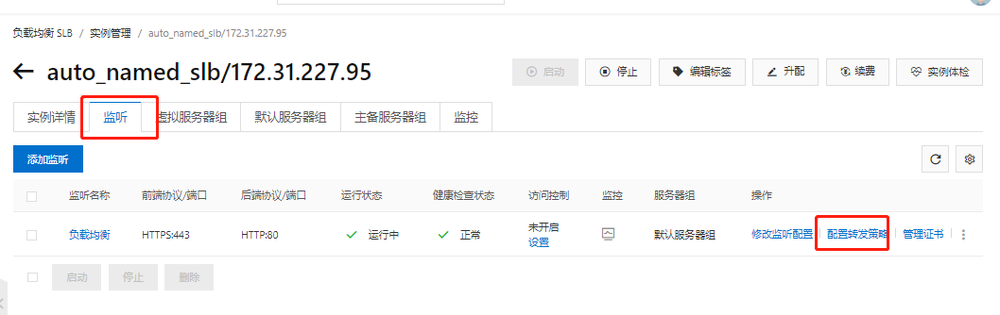 负载均衡 SLB / 实例管理 / auto_named_slb/172.31.227.95
← auto_named_slb/172.31.227.95 启动 停止 编辑标签 升配 续费 实例体检
实例详情 监听 虚拟服务器组 默认服务器组 主备服务器组 监控
添加监听
监听名称 前端协议/端口 后端协议/端口 运行状态 健康检查状态 访问控制 监控 服务器组 操作
负载均衡 HTTPS:443 HTTP:80 运行中 正常 未开启 默认服务器组 修改监听配置 配置转发策略 管理证书
设置
启动 停止 删除